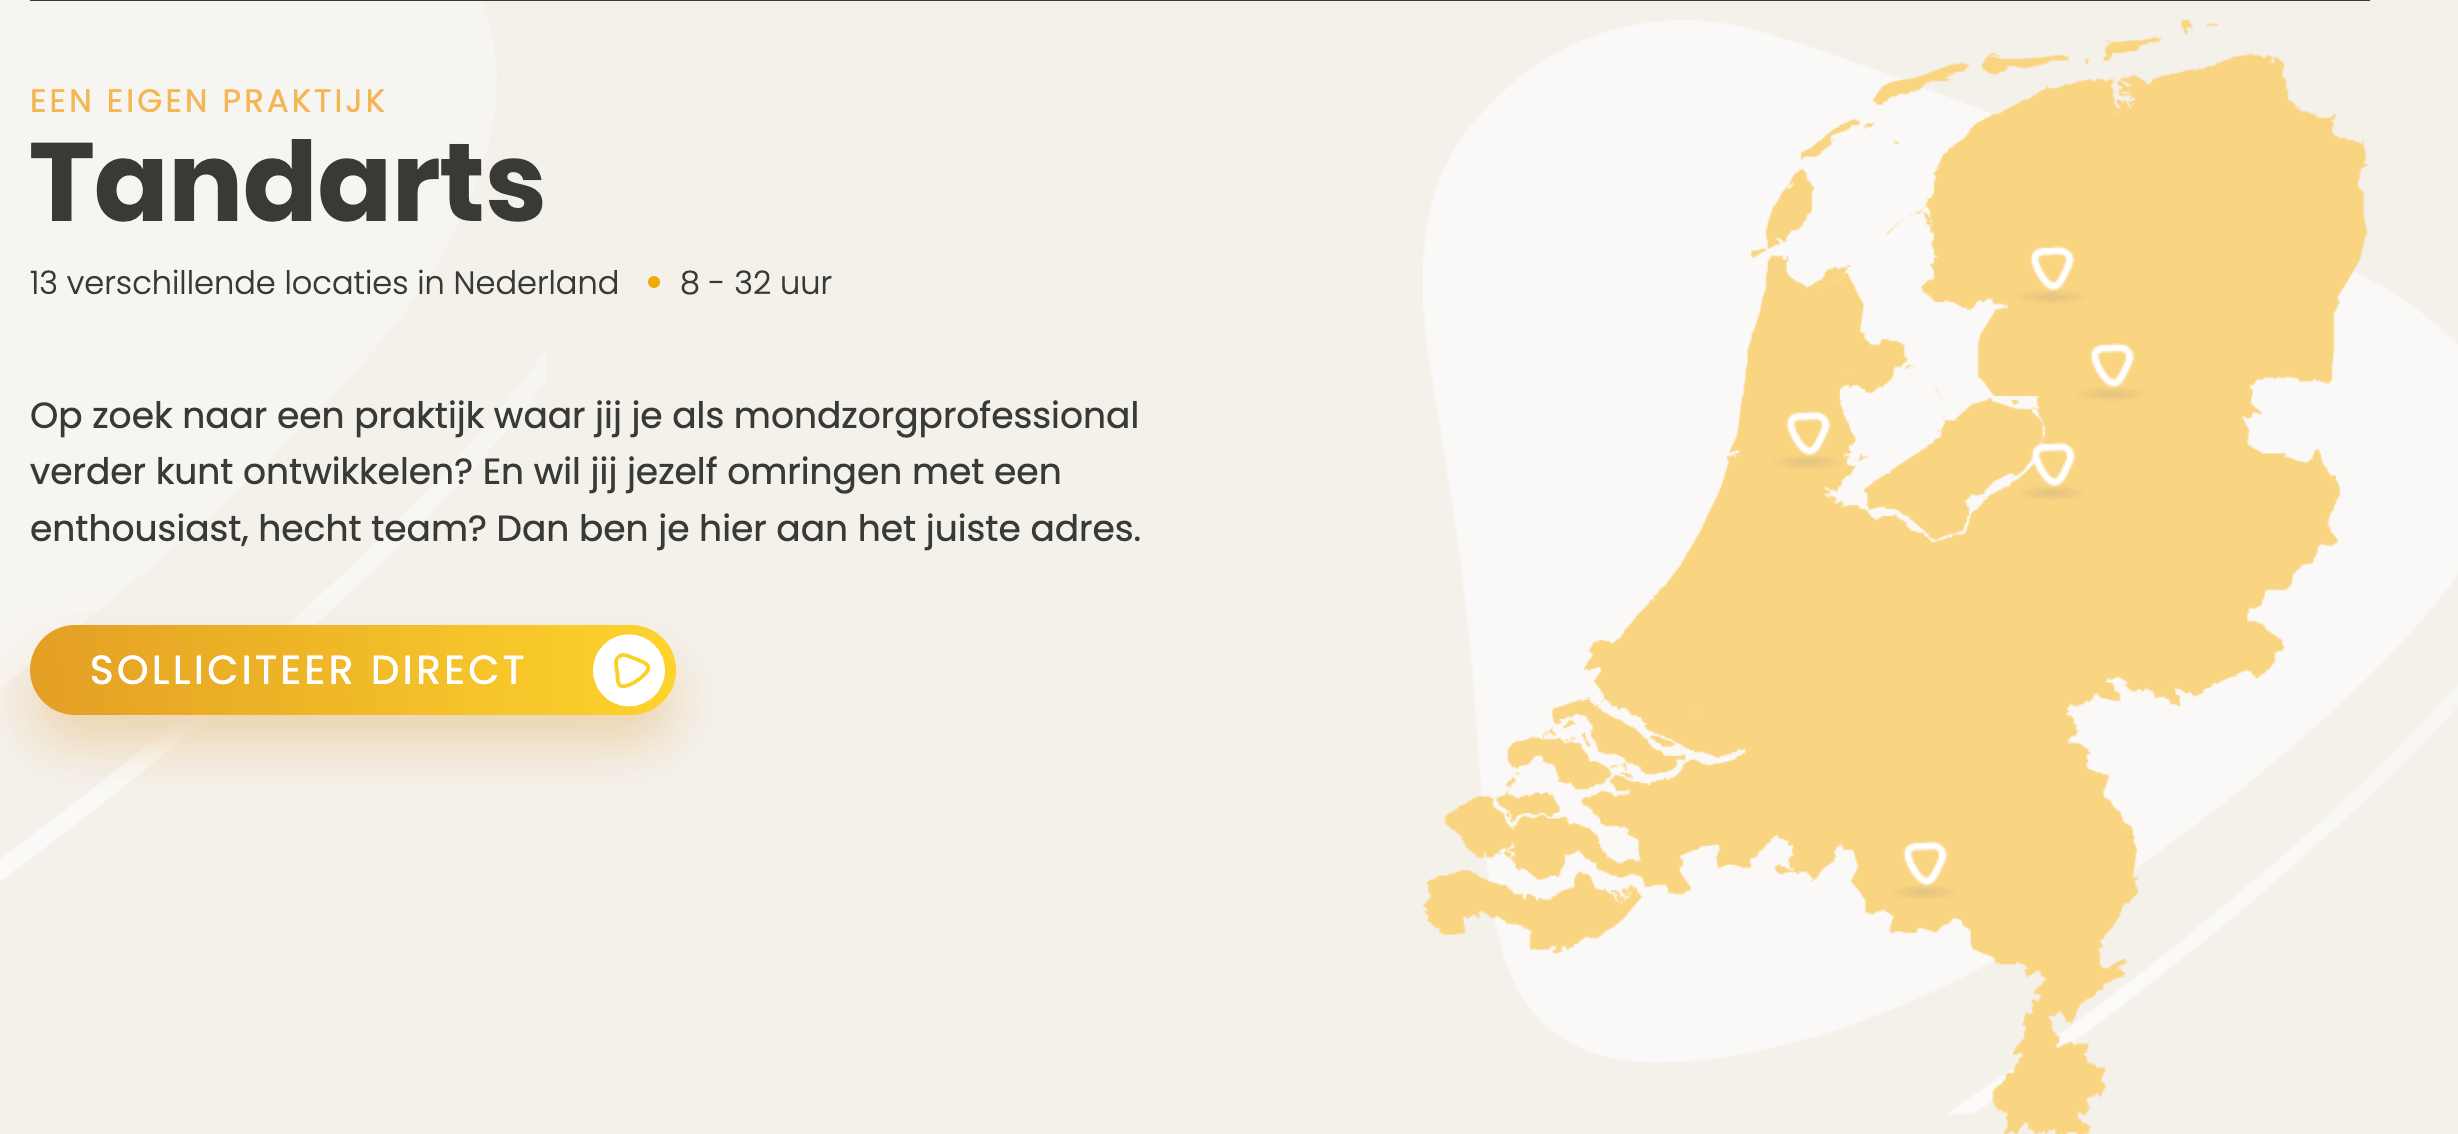 EEN EIGEN PRAKTIJK
Tandarts
13 verschillende locaties in Nederland • 8 - 32 uur
Op zoek naar een praktijk waar jij je als mondzorgprofessional
verder kunt ontwikkelen? En wil jij jezelf omringen met een
enthousiast, hecht team? Dan ben je hier aan het juiste adres.
SOLLICITEER DIRECT